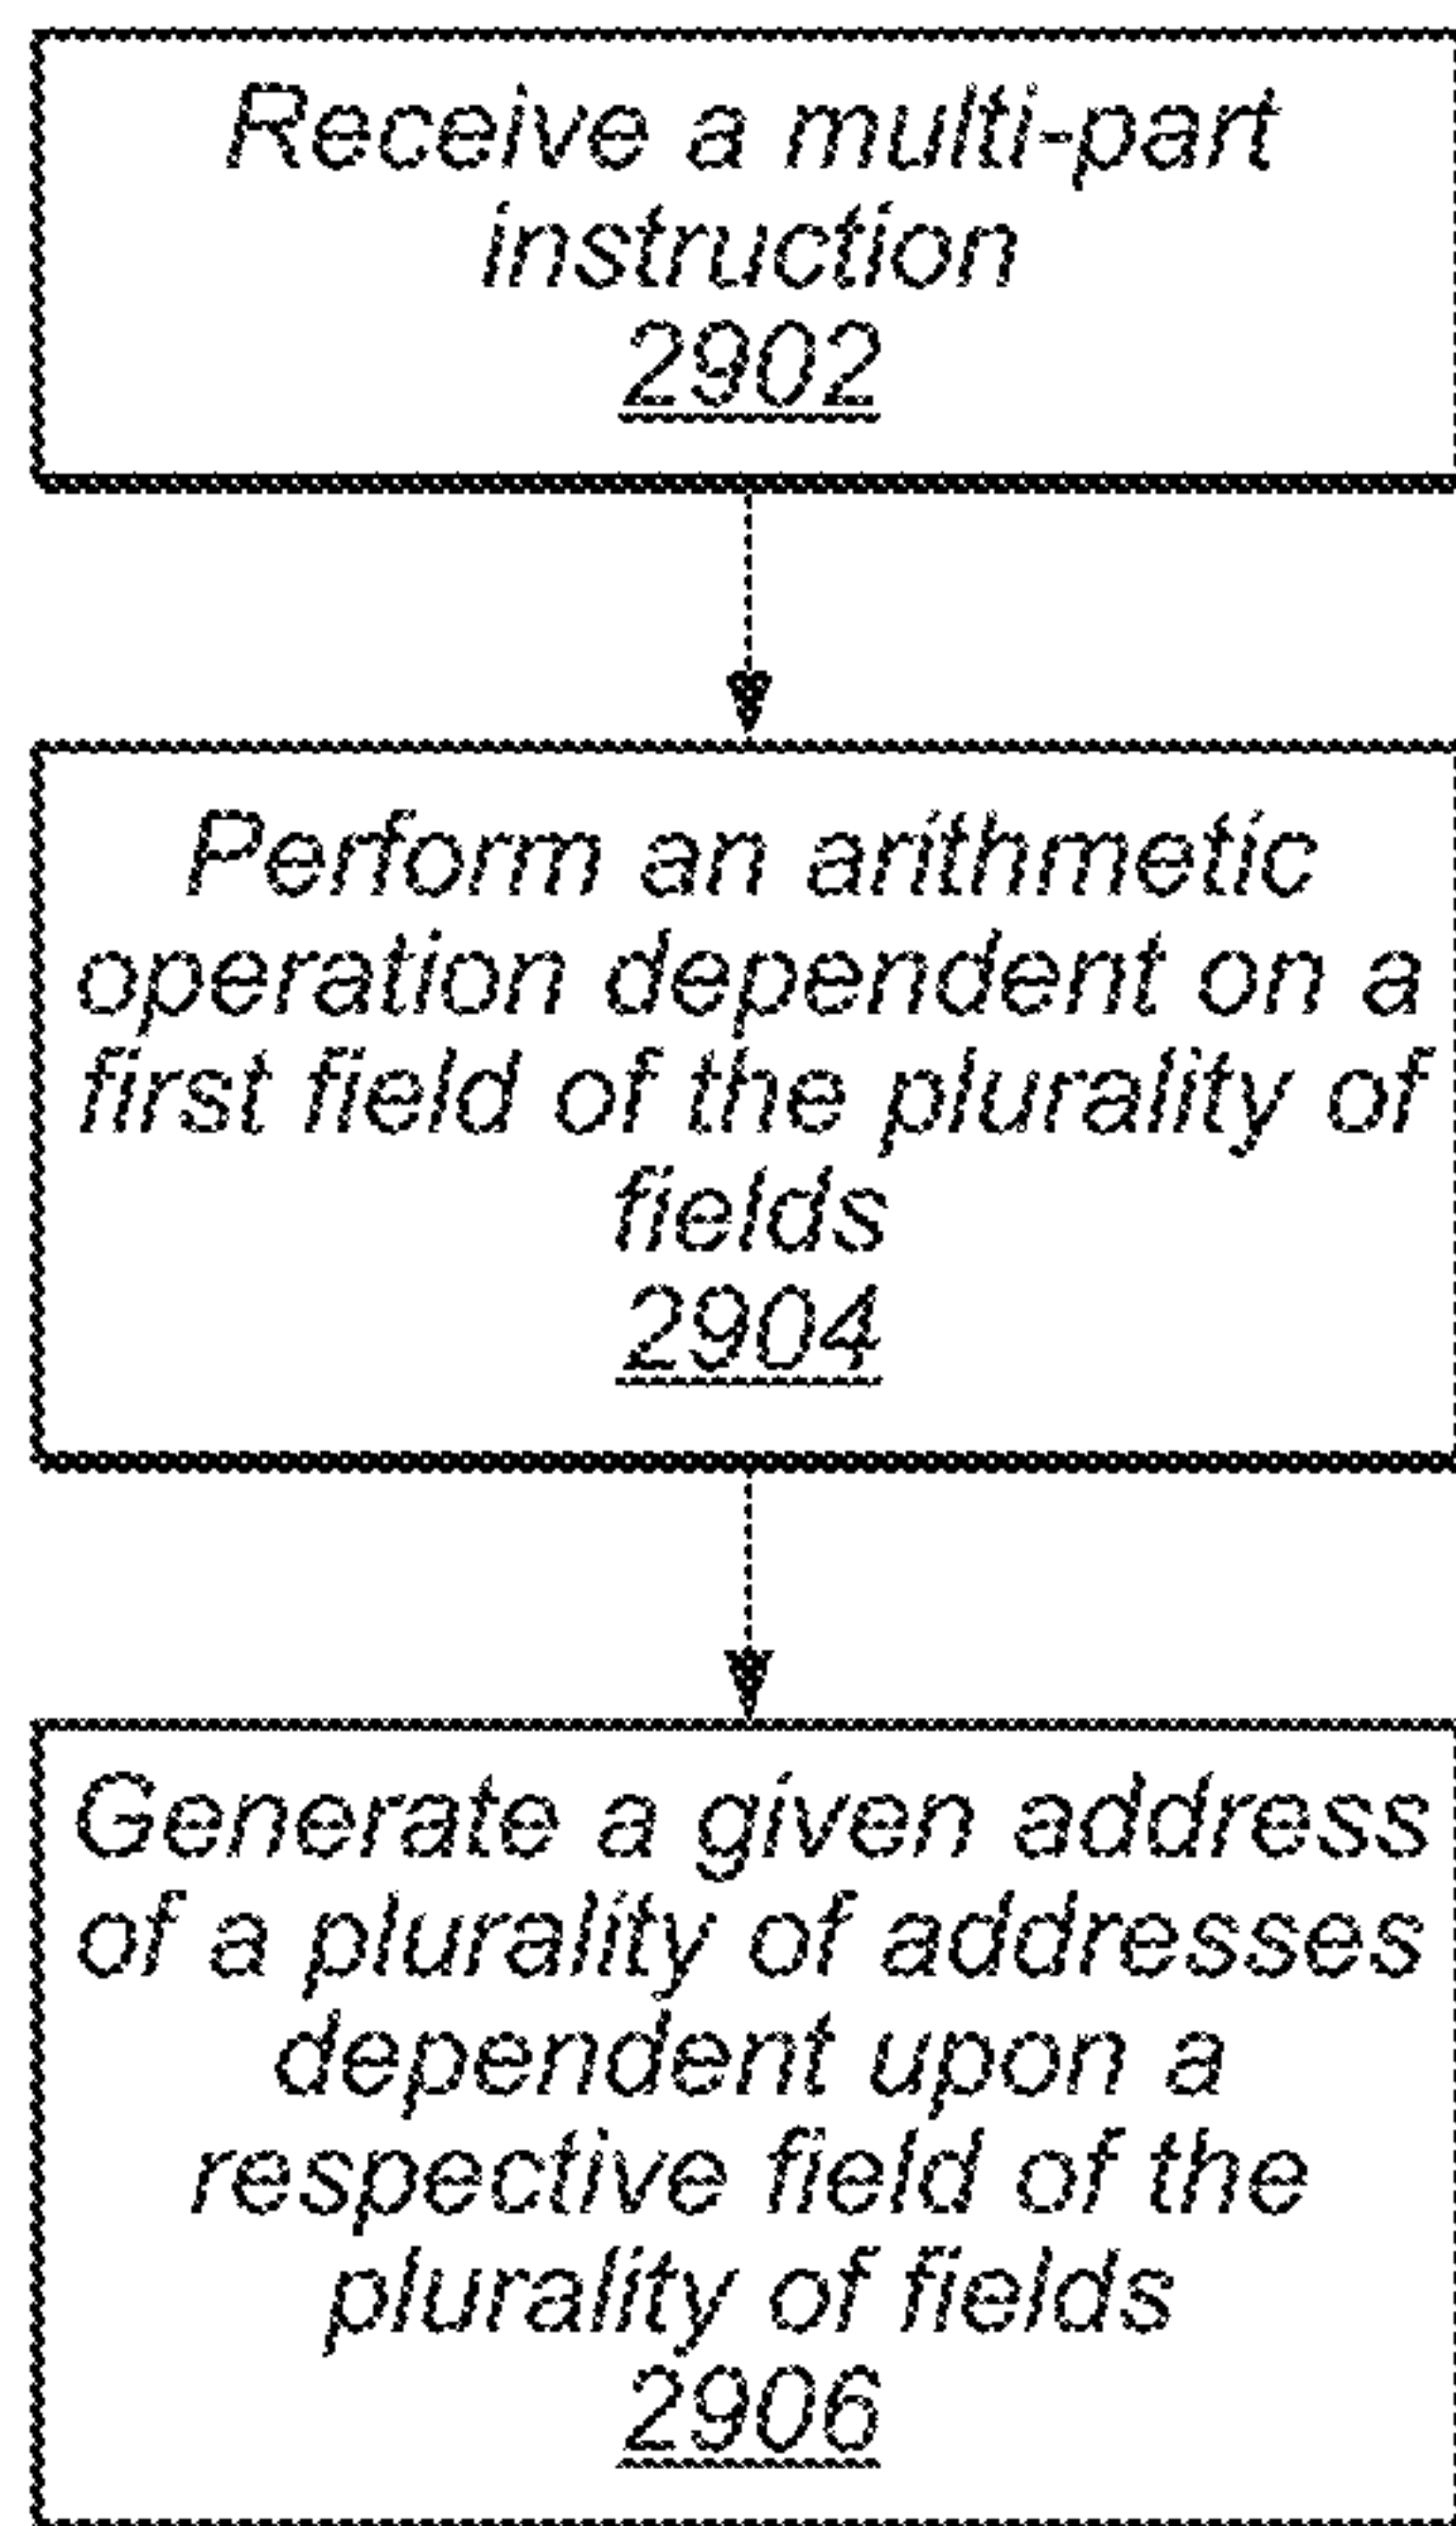 Receive a multi-part
instruction
2902
Perform an arithmetic
operation dependent on a
first field of the plurality of
fields
2904
Generate a given address
of a plurality of addresses
dependent upon a
respective field of the
plurality of fields
2906